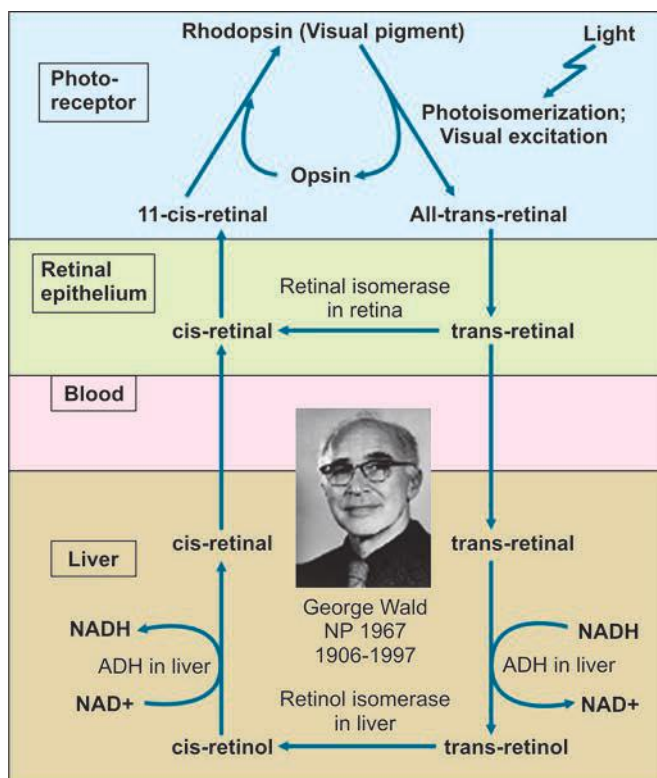 Rhodopsin (Visual pigment)
Light
Photo-
receptor
Photoisomerization;
Visual excitation
Opsin
11-cis-retinal
All-trans-retinal
Retinal
epithelium
Retinal isomerase
in retina
cis-retinal
trans-retinal
Blood
cis-retinal
trans-retinal
Liver
George Wald
NP 1967
1906-1997
NADH
ADH in liver
NAD+
NADH
ADH in liver
NAD+
Retinol isomerase
in liver
cis-retinol
trans-retinol